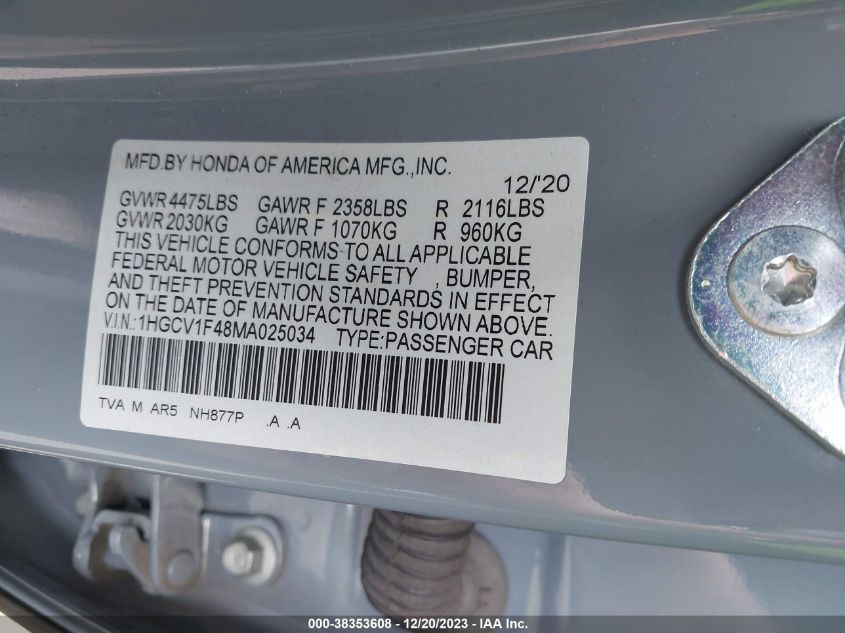 MFD.BY HONDA OF AMERICA MFG.,INC.
12/'20
GVWR 4475LBS GAWR F 2358LBS R 2116LBS
GVWR 2030KG GAWR F 1070KG R 960KG
THIS VEHICLE CONFORMS TO ALL APPLICABLE
FEDERAL MOTOR VEHICLE SAFETY , BUMPER,
AND THEFT PREVENTION STANDARDS IN EFFECT
ON THE DATE OF MANUFACTURE SHOWN ABOVE.
V.I.N.:1HGCV1F48MA025034 TYPE:PASSENGER CAR
TVA M AR5 NH877P .A .A
000-38353608 - 12/20/2023 - IAA Inc.